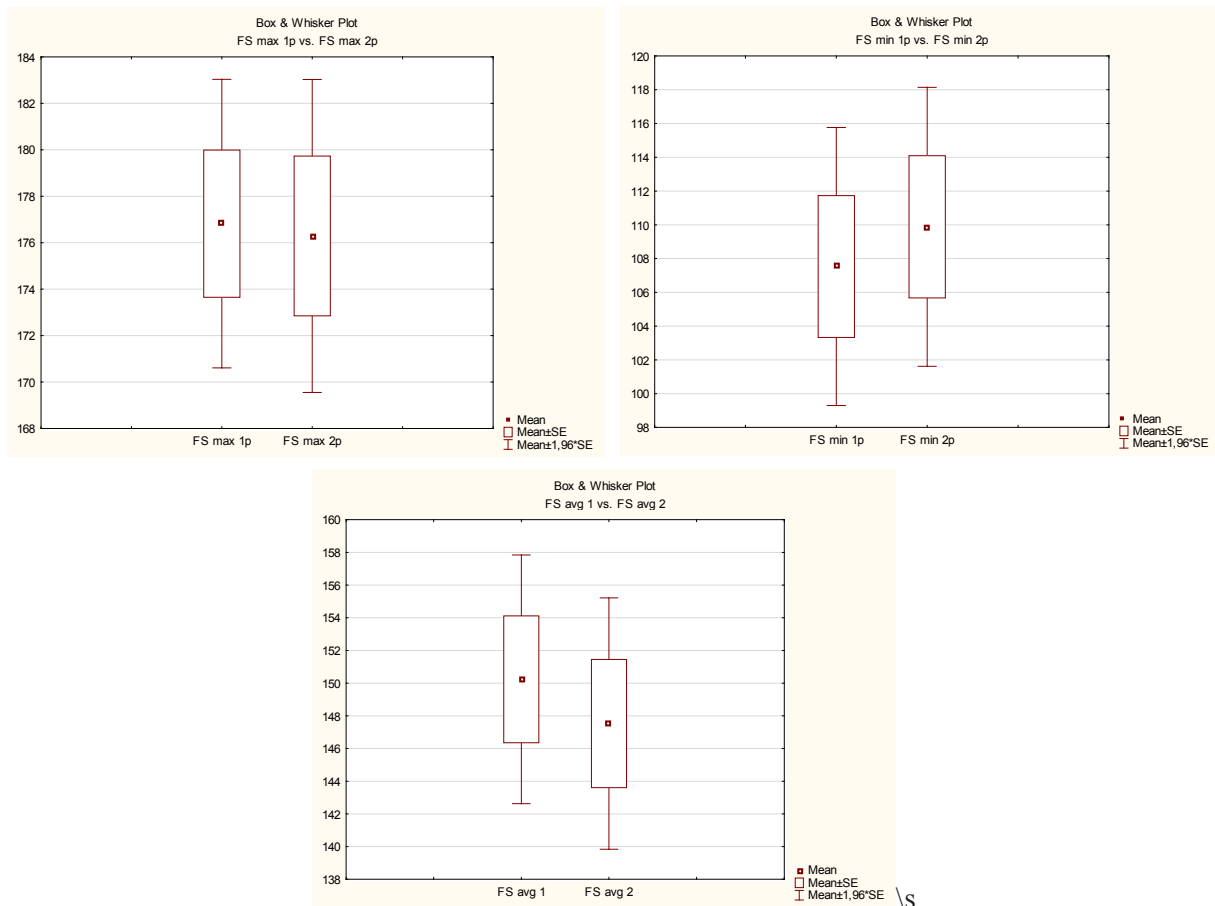 Box & Whisker Plot
FS max 1p vs. FS max 2p
184
182
180
178
176
174
172
170
168
FS max 1p FS max 2p
Mean
Mean±SE
Mean±1,96*SE
Box & Whisker Plot
FS min 1p vs. FS min 2p
120
118
116
114
112
110
108
106
104
102
100
98
FS min 1p FS min 2p
Mean
Mean±SE
Mean±1,96*SE
Box & Whisker Plot
FS avg 1 vs. FS avg 2
160
158
156
154
152
150
148
146
144
142
140
138
FS avg 1 FS avg 2
Mean
Mean±SE
Mean±1,96*SE
\s